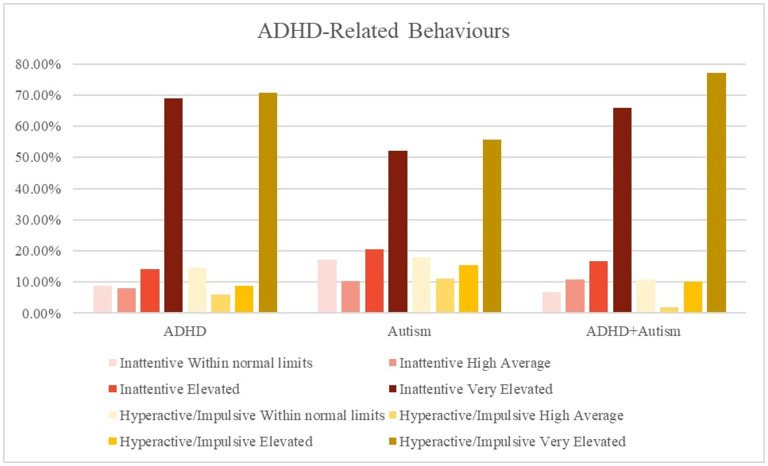 ADHD-Related Behaviours
80.00%
70.00%
60.00%
50.00%
40.00%
30.00%
20.00%
10.00%
0.00%
ADHD Autism ADHD+Autism
Inattentive Within normal limits Inattentive High Average
Inattentive Elevated Inattentive Very Elevated
Hyperactive/Impulsive Within normal limits Hyperactive/Impulsive High Average
Hyperactive/Impulsive Elevated Hyperactive/Impulsive Very Elevated